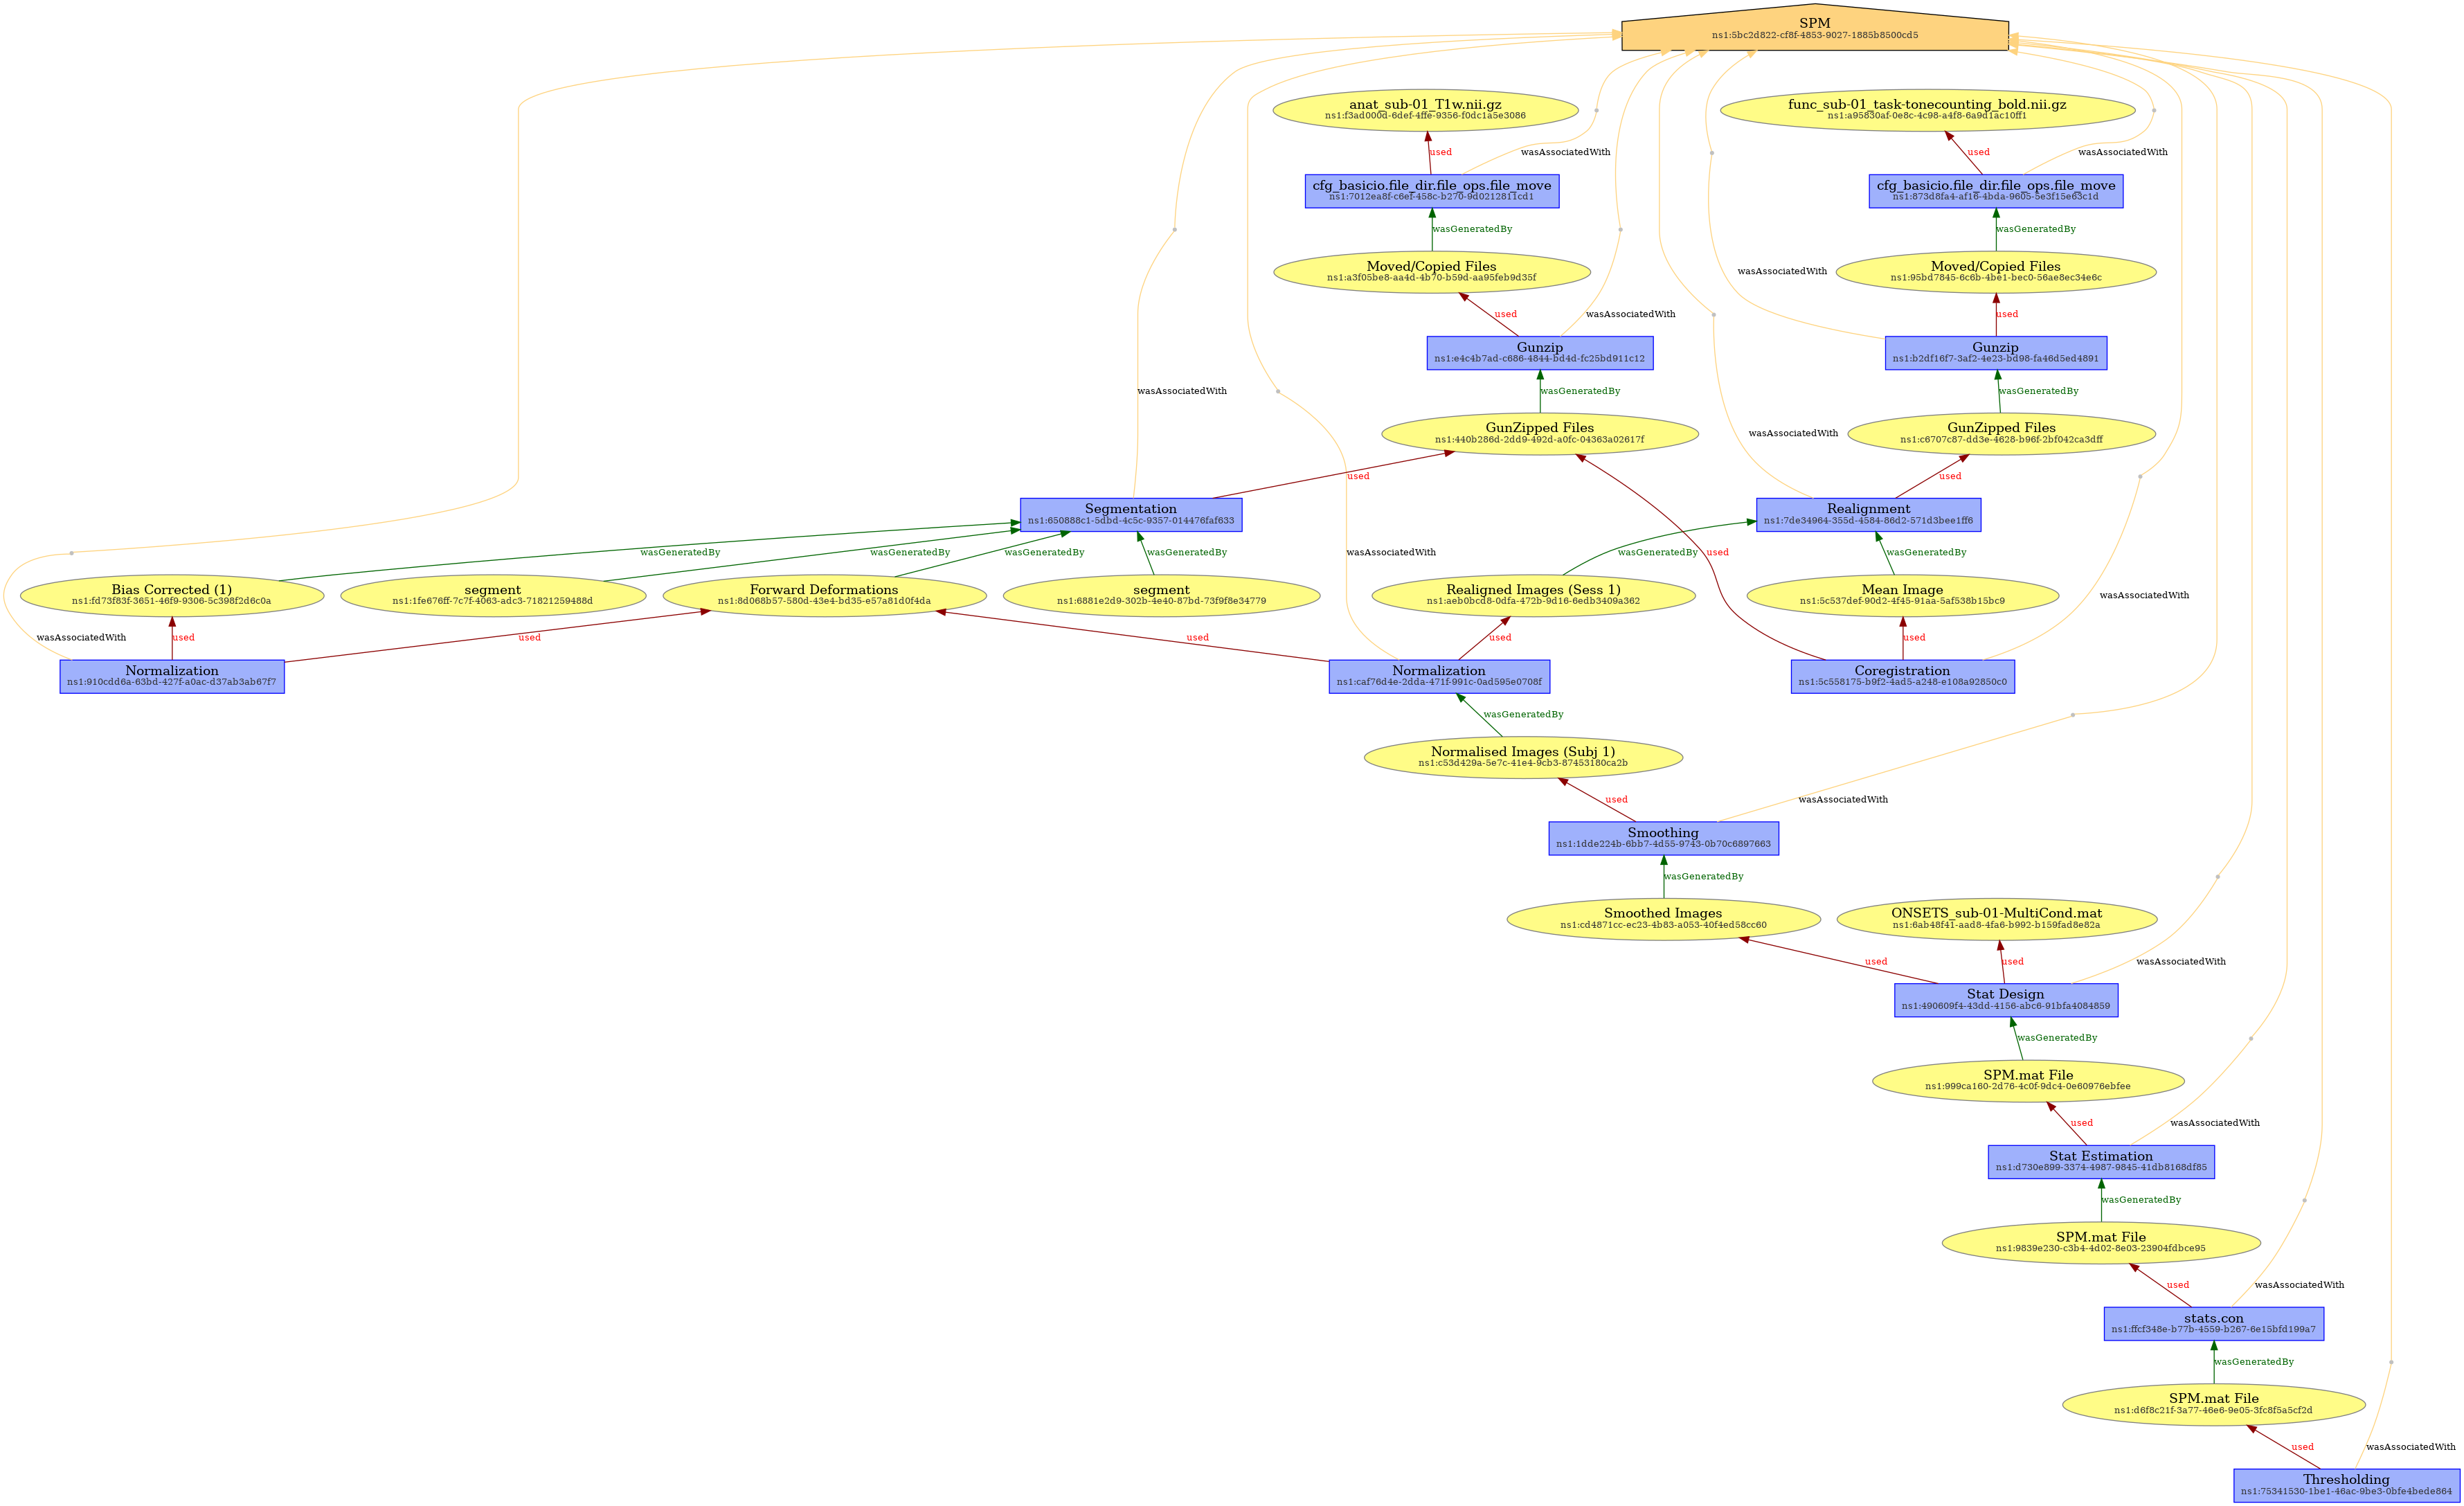 SPM
ns1:5bc2d822-cf8f-4853-9027-1885b8500cd5
anat_sub-01_T1w.nii.gz
ns1:f3ad000d-6def-4ffe-9356-f0dc1a5e3086
func_sub-01_task-tonecounting_bold.nii.gz
ns1:a95830af-0e8c-4c98-a4f8-6a9d1ac10ff1
used
wasAssociatedWith
used
wasAssociatedWith
cfg_basicio.file_dir.file_ops.file_move
ns1:7012ea8f-c6ef-458c-b270-9d0212811cd1
cfg_basicio.file_dir.file_ops.file_move
ns1:873d8fa4-af16-4bda-9605-5e3f15e63c1d
wasGeneratedBy
wasGeneratedBy
Moved/Copied Files
ns1:a3f05be8-aa4d-4b70-b59d-aa95feb9d35f
wasAssociatedWith
Moved/Copied Files
ns1:95bd7845-6c6b-4be1-bec0-56ae8ec34e6c
used
wasAssociatedWith
used
Gunzip
ns1:e4c4b7ad-c686-4844-bd4d-fc25bd911c12
Gunzip
ns1:b2df16f7-3af2-4e23-bd98-fa46d5ed4891
wasAssociatedWith
wasGeneratedBy
wasGeneratedBy
GunZipped Files
ns1:440b286d-2dd9-492d-a0fc-04363a02617f
wasAssociatedWith
GunZipped Files
ns1:c6707c87-dd3e-4628-b96f-2bf042ca3dff
used
used
Segmentation
ns1:650888c1-5dbd-4c5c-9357-014476faf633
Realignment
ns1:7de34964-355d-4584-86d2-571d3bee1ff6
wasGeneratedBy
wasGeneratedBy
wasGeneratedBy
wasGeneratedBy
wasAssociatedWith
wasGeneratedBy
used
wasGeneratedBy
Bias Corrected (1)
ns1:fd73f83f-3651-46f9-9306-5c398f2d6c0a
segment
ns1:1fe676ff-7c7f-4063-adc3-71821259488d
Forward Deformations
ns1:8d068b57-580d-43e4-bd35-e57a81d0f4da
segment
ns1:6881e2d9-302b-4e40-87bd-73f9f8e34779
Realigned Images (Sess 1)
ns1:aeb0bcd8-0dfa-472b-9d16-6edb3409a362
Mean Image
ns1:5c537def-90d2-4f45-91aa-5af538b15bc9
wasAssociatedWith
wasAssociatedWith
used
used
used
used
used
Normalization
ns1:910cdd6a-63bd-427f-a0ac-d37ab3ab67f7
Normalization
ns1:caf76d4e-2dda-471f-991c-0ad595e0708f
Coregistration
ns1:5c558175-b9f2-4ad5-a248-e108a92850c0
wasGeneratedBy
Normalised Images (Subj 1)
ns1:c53d429a-5e7c-41e4-9cb3-87453180ca2b
used
wasAssociatedWith
Smoothing
ns1:1dde224b-6bb7-4d55-9743-0b70c6897663
wasGeneratedBy
Smoothed Images
ns1:cd4871cc-ec23-4b83-a053-40f4ed58cc60
ONSETS_sub-01-MultiCond.mat
ns1:6ab48f41-aad8-4fa6-b992-b159fad8e82a
used
used
wasAssociatedWith
Stat Design
ns1:490609f4-43dd-4156-abc6-91bfa4084859
wasGeneratedBy
SPM.mat File
ns1:999ca160-2d76-4c0f-9dc4-0e60976ebfee
used
wasAssociatedWith
Stat Estimation
ns1:d730e899-3374-4987-9845-41db8168df85
wasGeneratedBy
SPM.mat File
ns1:9839e230-c3b4-4d02-8e03-23904fdbce95
used
wasAssociatedWith
stats.con
ns1:ffcf348e-b77b-4559-b267-6e15bfd199a7
wasGeneratedBy
SPM.mat File
ns1:d6f8c21f-3a77-46e6-9e05-3fc8f5a5cf2d
used
wasAssociatedWith
Thresholding
ns1:75341530-1be1-46ac-9be3-0bfe4bede864